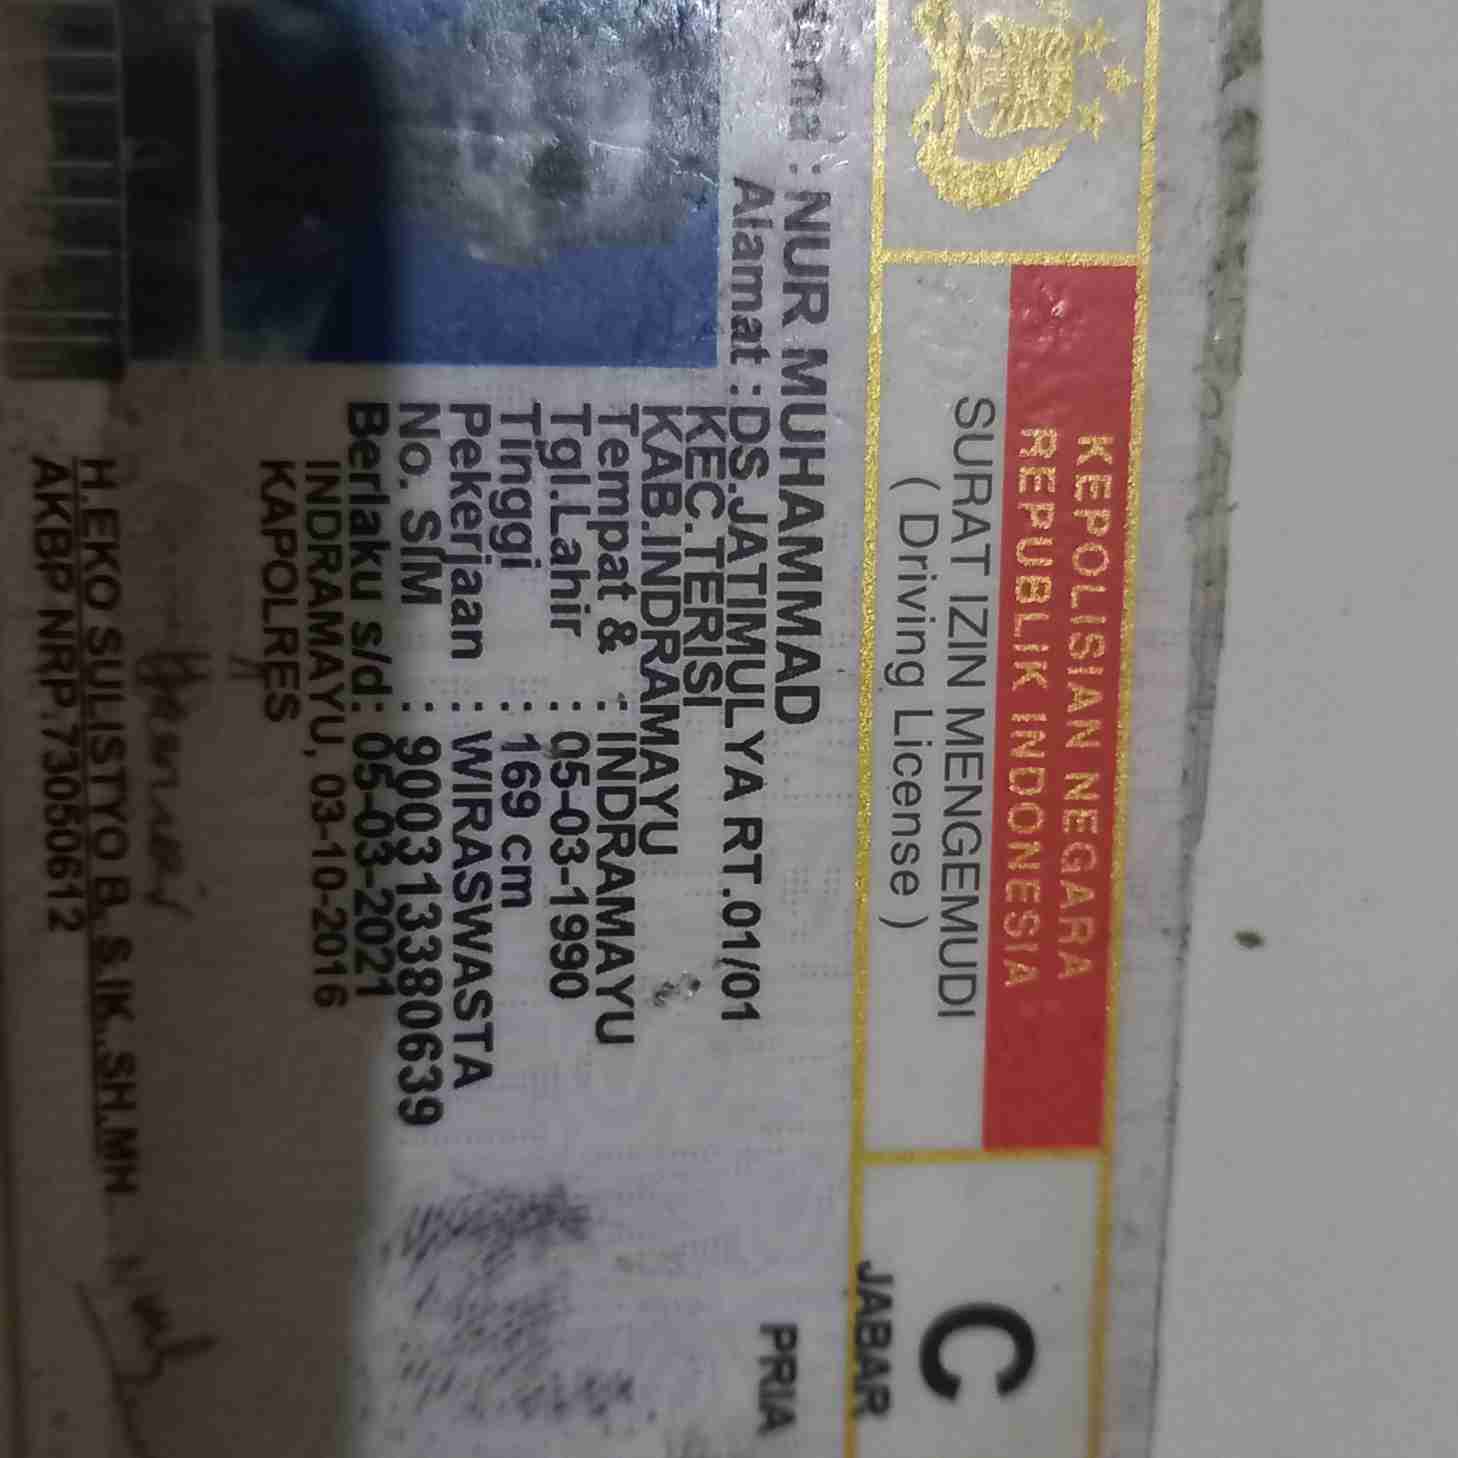 KEPOLISIAN NEGARA
REPUBLIK INDONESIA
SURAT IZIN MENGEMUDI
( Driving License )
C
JABAR
: NUR MUHAMMAD
PRIA
Alamat : DS.JATIMULYA RT.01/01
KEC.TERISI
KAB.INDRAMAYU
Tempat & : INDRAMAYU
Tgl.Lahir : 05-03-1990
Tinggi : 169 cm
Pekerjaan : WIRASWASTA
No. SIM : 900313380639
Berlaku s/d : 05-03-2021
INDRAMAYU, 03-10-2016
KAPOLRES
H.EKO SULISTYO B. S.IK.,SH.MH
AKBP NRP.73050612